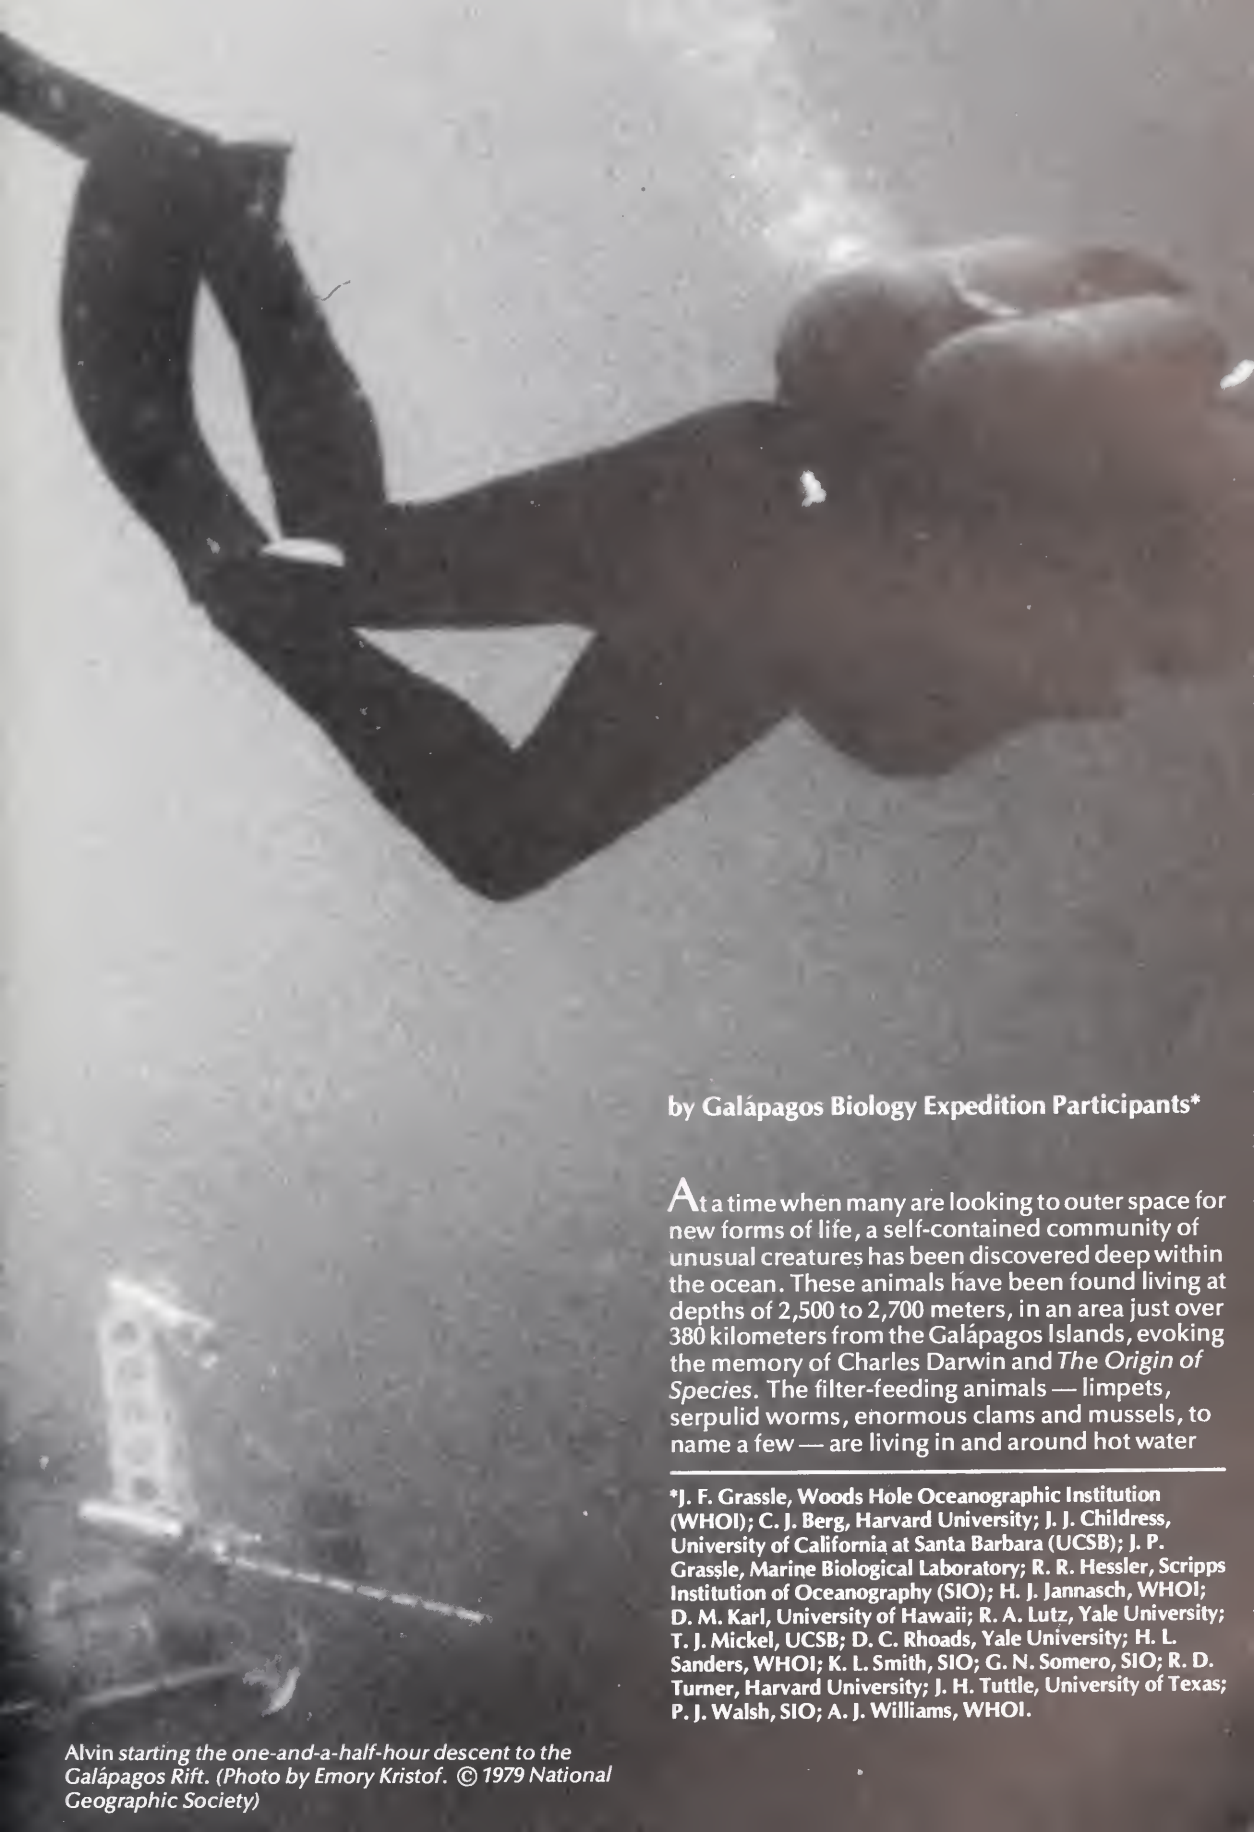 by Galápagos Biology Expedition Participants*
At a time when many are looking to outer space for
new forms of life, a self-contained community of
unusual creatures has been discovered deep within
the ocean. These animals have been found living at
depths of 2,500 to 2,700 meters, in an area just over
380 kilometers from the Galápagos Islands, evoking
the memory of Charles Darwin and The Origin of
Species. The filter-feeding animals — limpets,
serpulid worms, enormous clams and mussels, to
name a few — are living in and around hot water
*J. F. Grassle, Woods Hole Oceanographic Institution
(WHOI); C. J. Berg, Harvard University; J. J. Childress,
University of California at Santa Barbara (UCSB); J. P.
Grassle, Marine Biological Laboratory; R. R. Hessler, Scripps
Institution of Oceanography (SIO); H. J. Jannasch, WHOI;
D. M. Karl, University of Hawaii; R. A. Lutz, Yale University;
T. J. Mickel, UCSB; D. C. Rhoads, Yale University; H. L.
Sanders, WHOI; K. L. Smith, SIO; G. N. Somero, SIO; R. D.
Turner, Harvard University; J. H. Tuttle, University of Texas;
P. J. Walsh, SIO; A. J. Williams, WHOI.
Alvin starting the one-and-a-half-hour descent to the
Galápagos Rift. (Photo by Emory Kristof. © 1979 National
Geographic Society)